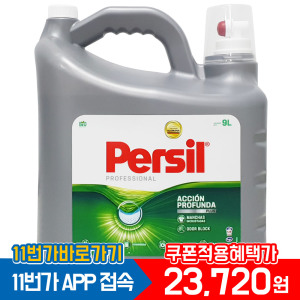 9L
Persil
PROFESSIONAL
ACCIÓN
PROFUNDA
PLUS
MANCHAS
ODOR BLOCK
11번가바로가기
11번가 APP 접속
쿠폰적용혜택가
23,720원